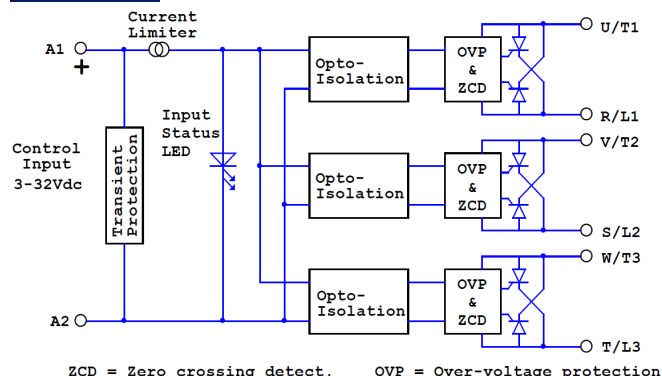 Current
Limiter
A1
+
Control
Input
3-32Vdc
Transient
Protection
Input
Status
LED
A2
Opto-
Isolation
OVP
&
ZCD
U/T1
R/L1
Opto-
Isolation
OVP
&
ZCD
V/T2
S/L2
Opto-
Isolation
OVP
&
ZCD
W/T3
T/L3
ZCD = Zero crossing detect, OVP = Over-voltage protection